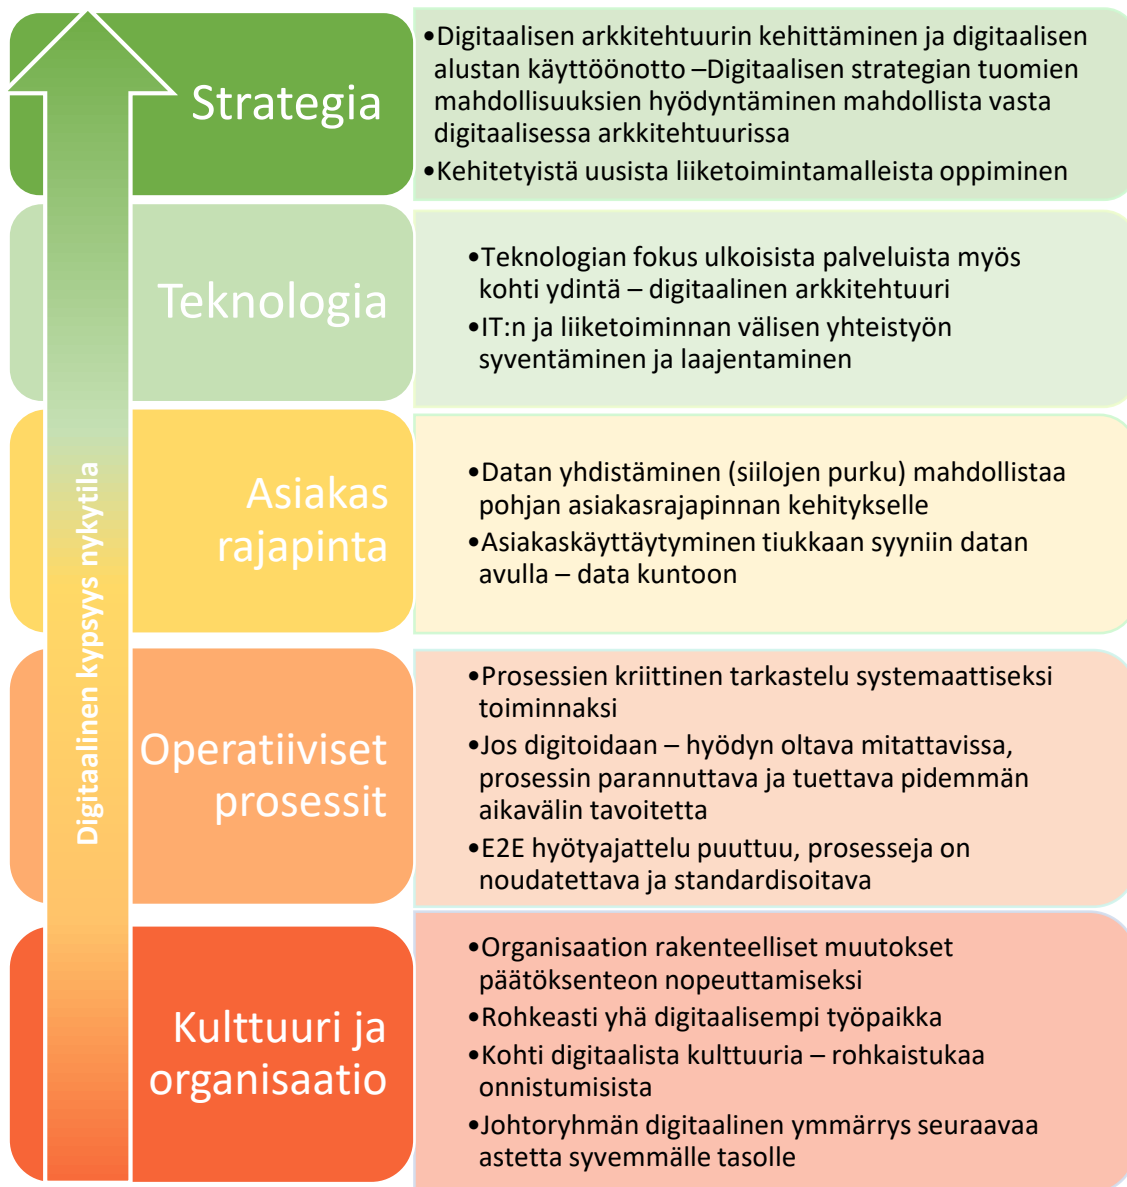 Strategia
•Digitaalisen arkkitehtuurin kehittäminen ja digitaalisen
alustan käyttöönotto –Digitaalisen strategian tuomien
mahdollisuuksien hyödyntäminen mahdollista vasta
digitaalisessa arkkitehtuurissa
•Kehitetyistä uusista liiketoimintamalleista oppiminen
Teknologia
•Teknologian fokus ulkoisista palveluista myös
kohti ydintä – digitaalinen arkkitehtuuri
•IT:n ja liiketoiminnan välisen yhteistyön
syventäminen ja laajentaminen
Asiakas
rajapinta
•Datan yhdistäminen (siilojen purku) mahdollistaa
pohjan asiakasrajapinnan kehitykselle
•Asiakaskäyttäytyminen tiukkaan syyniin datan
avulla – data kuntoon
Operatiiviset
prosessit
•Prosessien kriittinen tarkastelu systemaattiseksi
toiminnaksi
•Jos digitoidaan – hyödyn oltava mitattavissa,
prosessin parannuttava ja tuettava pidemmän
aikavälin tavoitetta
•E2E hyötyajattelu puuttuu, prosesseja on
noudatettava ja standardisoitava
Kulttuuri ja
organisaatio
•Organisaation rakenteelliset muutokset
päätöksenteon nopeuttamiseksi
•Rohkeasti yhä digitaalisempi työpaikka
•Kohti digitaalista kulttuuria – rohkaistukaa
onnistumisista
•Johtoryhmän digitaalinen ymmärrys seuraavaa
astetta syvemmälle tasolle
Digitaalinen kypsyys nykytila